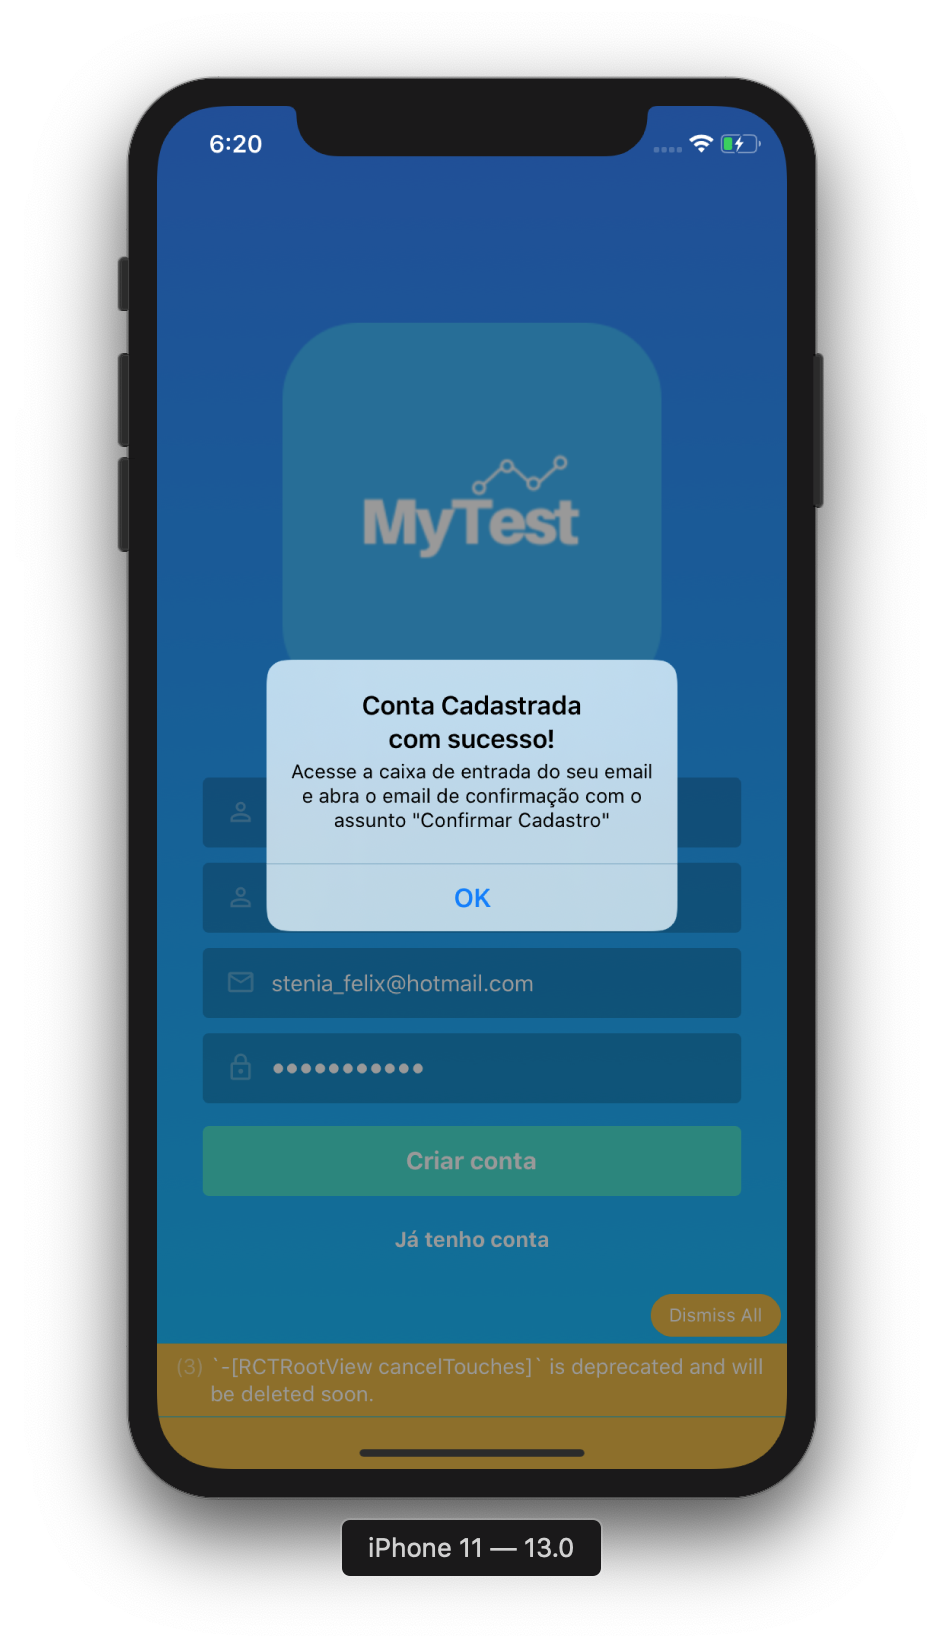 6:20
MyTest
Conta Cadastrada
com sucesso!
Acesse a caixa de entrada do seu email
e abra o email de confirmação com o
assunto "Confirmar Cadastro"
OK
stenia_felix@hotmail.com
•••••••••••
Criar conta
Já tenho conta
Dismiss All
(3) `-[RCTRootView cancelTouches]` is deprecated and will
be deleted soon.
iPhone 11 — 13.0